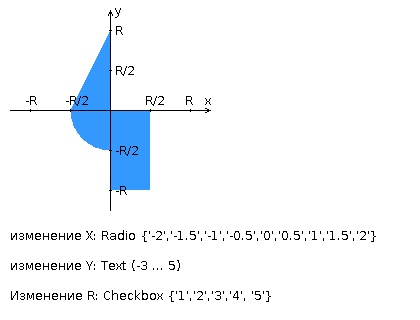 y
R
R/2
-R
-R/2
R/2
R
x
-R/2
-R
изменение X: Radio {'-2','-1.5','-1','-0.5','0','0.5','1','1.5','2'}
изменение Y: Text (-3 ... 5)
Изменение R: Checkbox {'1','2','3','4', '5'}